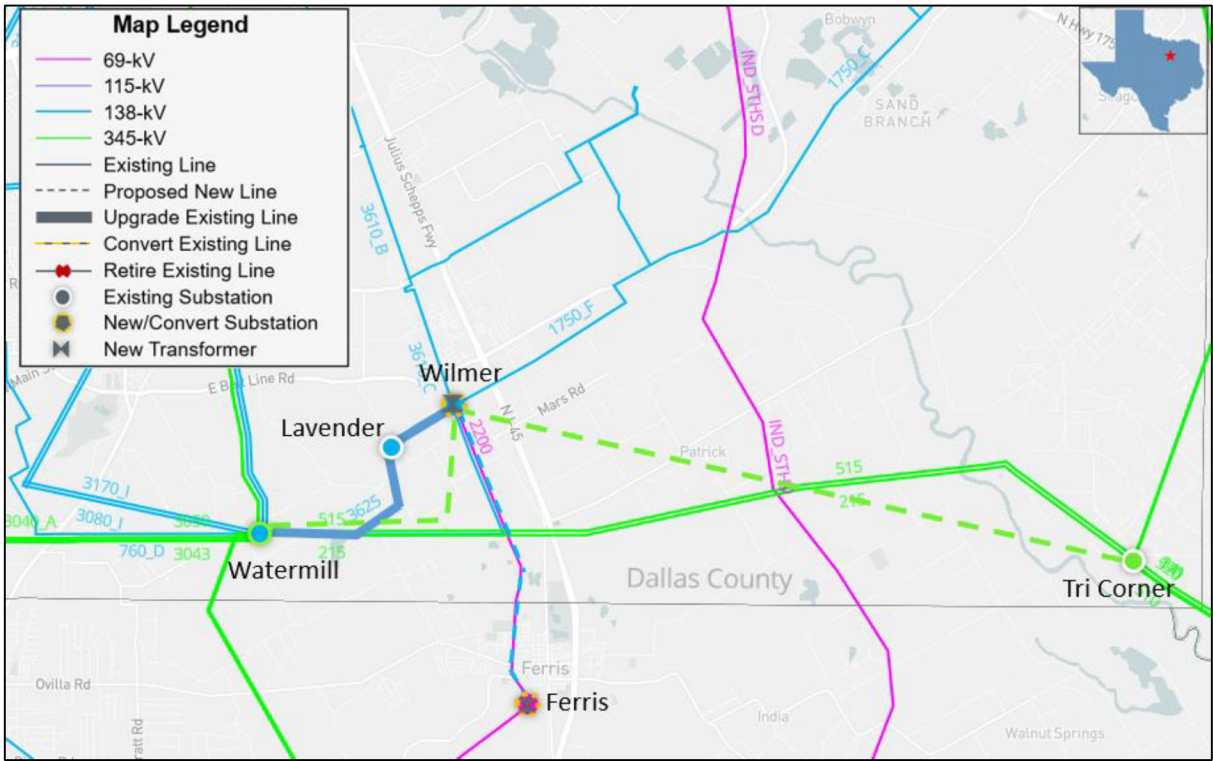 Map Legend
69-kV
115-kV
138-kV
345-kV
Existing Line
Proposed New Line
Upgrade Existing Line
Convert Existing Line
Retire Existing Line
Existing Substation
New/Convert Substation
New Transformer
Bobwyn
N Hwy 175
1750_C
IND_STHSD
SAND
BRANCH
Julius Schepps Fwy
3610_B
1750_F
Main
E Belt Line Rd
Wilmer
Mars Rd
N I-45
2200
Lavender
Patrick
3170_I
3080_I
3040_A
515
3625
515
215
760_D
3043
215
Watermill
Dallas County
Tri Corner
Ferris
Ferris
Ovilla Rd
India
Walnut Springs